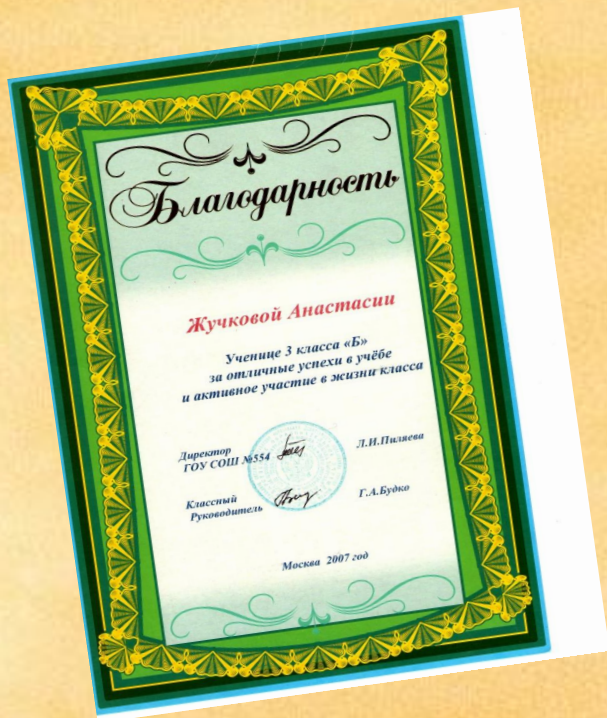 Благодарность
Жучковой Анастасии
Ученице 3 класса «Б»
за отличные успехи в учёбе
и активное участие в жизни класса
Директор
ГОУ СОШ №554
Л.И.Пиляева
Классный
Руководитель
Г.А.Будко
Москва 2007 год